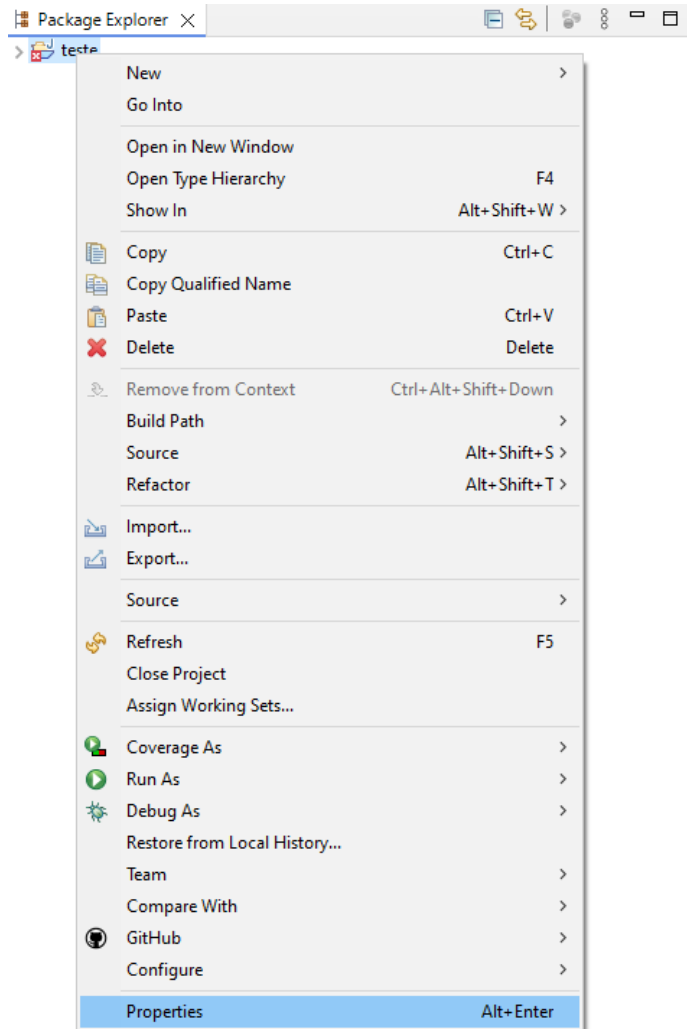 Package Explorer
teste
New
Go Into
Open in New Window
Open Type Hierarchy F4
Show In Alt+Shift+W
Copy Ctrl+C
Copy Qualified Name
Paste Ctrl+V
Delete Delete
Remove from Context Ctrl+Alt+Shift+Down
Build Path
Source Alt+Shift+S
Refactor Alt+Shift+T
Import...
Export...
Source
Refresh F5
Close Project
Assign Working Sets...
Coverage As
Run As
Debug As
Restore from Local History...
Team
Compare With
GitHub
Configure
Properties Alt+Enter